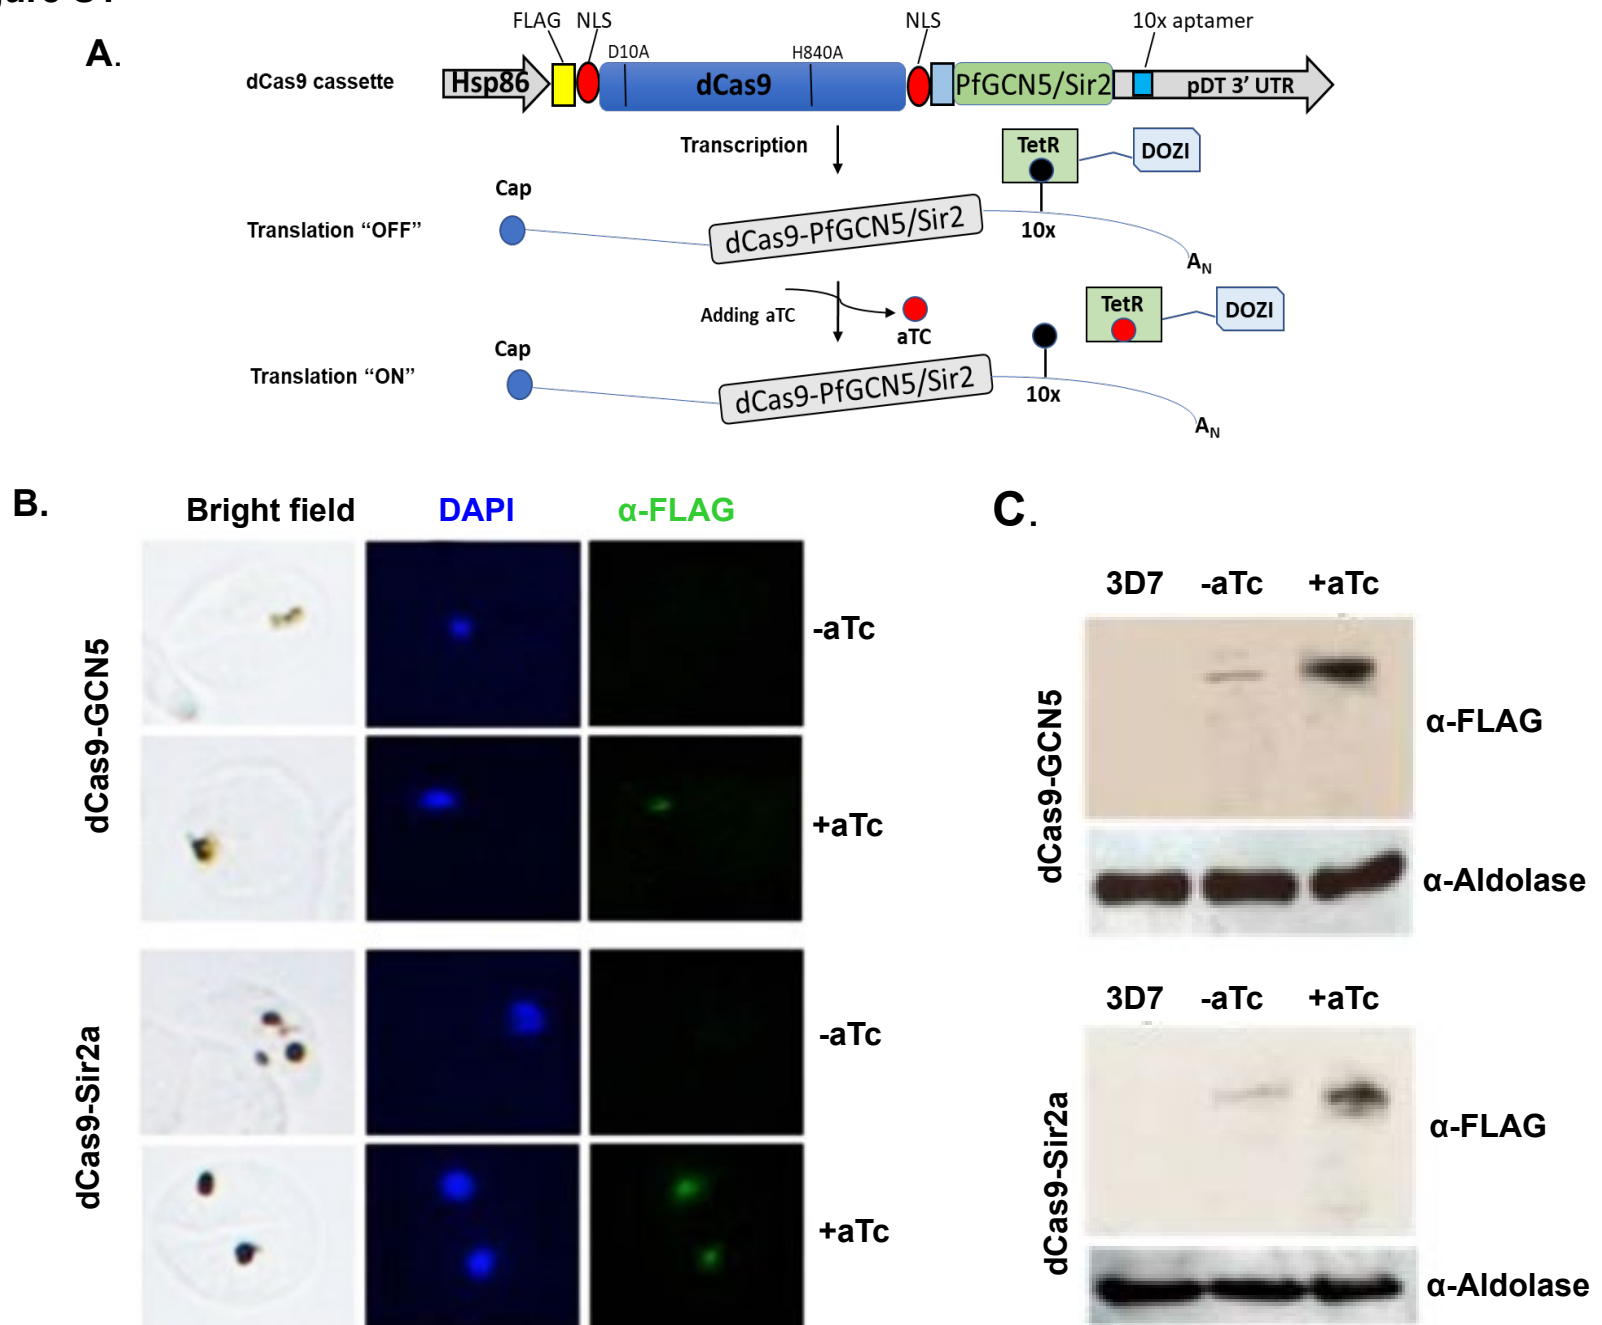 A.
FLAG NLS NLS 10x aptamer
D10A H840A
dCas9 cassette Hsp86 dCas9 PfGCN5/Sir2 pDT 3’ UTR
Transcription TetR DOZI
Cap
Translation “OFF” dCas9-PfGCN5/Sir2 10x
AN
Adding aTC aTC TetR DOZI
Cap
Translation “ON” dCas9-PfGCN5/Sir2 10x
AN
B.
Bright field DAPI α-FLAG
dCas9-GCN5
-aTc
+aTc
dCas9-Sir2a
-aTc
+aTc
C.
3D7 -aTc +aTc
dCas9-GCN5
α-FLAG
α-Aldolase
3D7 -aTc +aTc
dCas9-Sir2a
α-FLAG
α-Aldolase